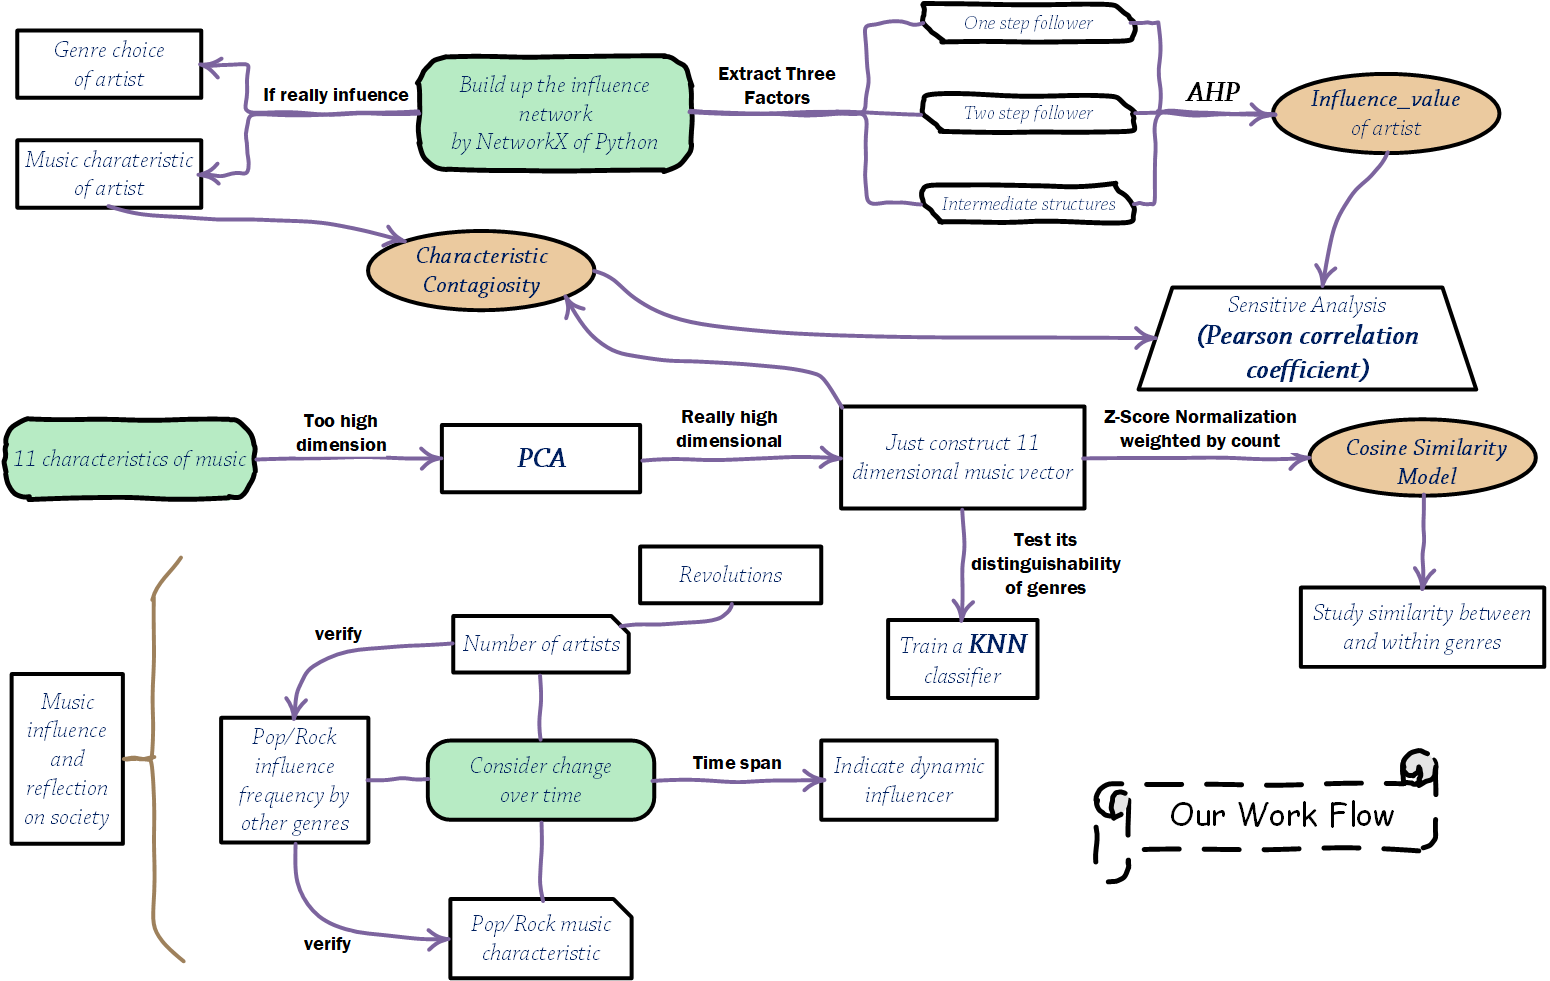 Genre choice
of artist
Music charateristic
of artist
If really infuence
Build up the influence
network
by NetworkX of Python
Extract Three
Factors
One step follower
Two step follower
Intermediate structures
AHP
Influence_value
of artist
Characteristic
Contagiosity
Sensitive Analysis
(Pearson correlation
coefficient)
11 characteristics of music
Too high
dimension
PCA
Really high
dimensional
Just construct 11
dimensional music vector
Z-Score Normalization
weighted by count
Cosine Similarity
Model
Test its
distinguishability
of genres
Train a KNN
classifier
Study similarity between
and within genres
Revolutions
Number of artists
verify
Music
influence
and
reflection
on society
Pop/Rock
influence
frequency by
other genres
Consider change
over time
Time span
Indicate dynamic
influencer
verify
Pop/Rock music
characteristic
Our Work Flow